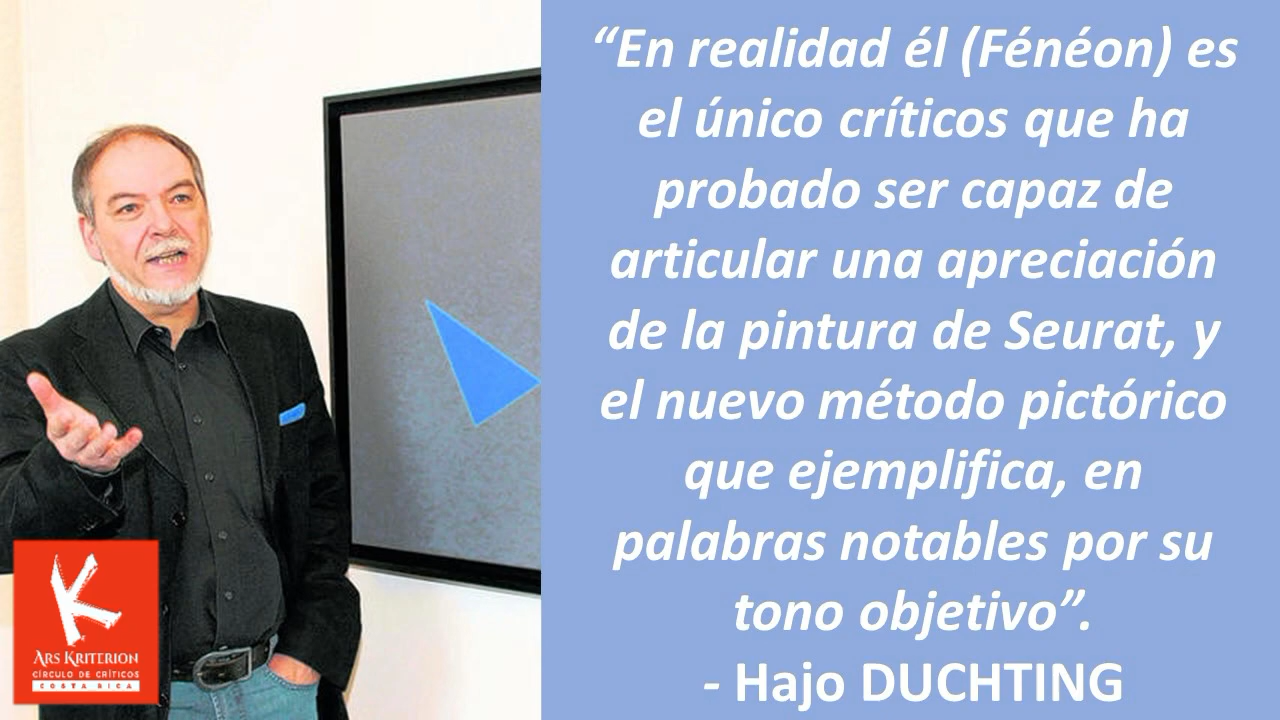 “En realidad él (Fénéon) es
el único críticos que ha
probado ser capaz de
articular una apreciación
de la pintura de Seurat, y
el nuevo método pictórico
que ejemplifica, en
palabras notables por su
tono objetivo”.
- Hajo DUCHTING
K
ARS KRITERION
CÍRCULO DE CRÍTICOS
COSTA RICA